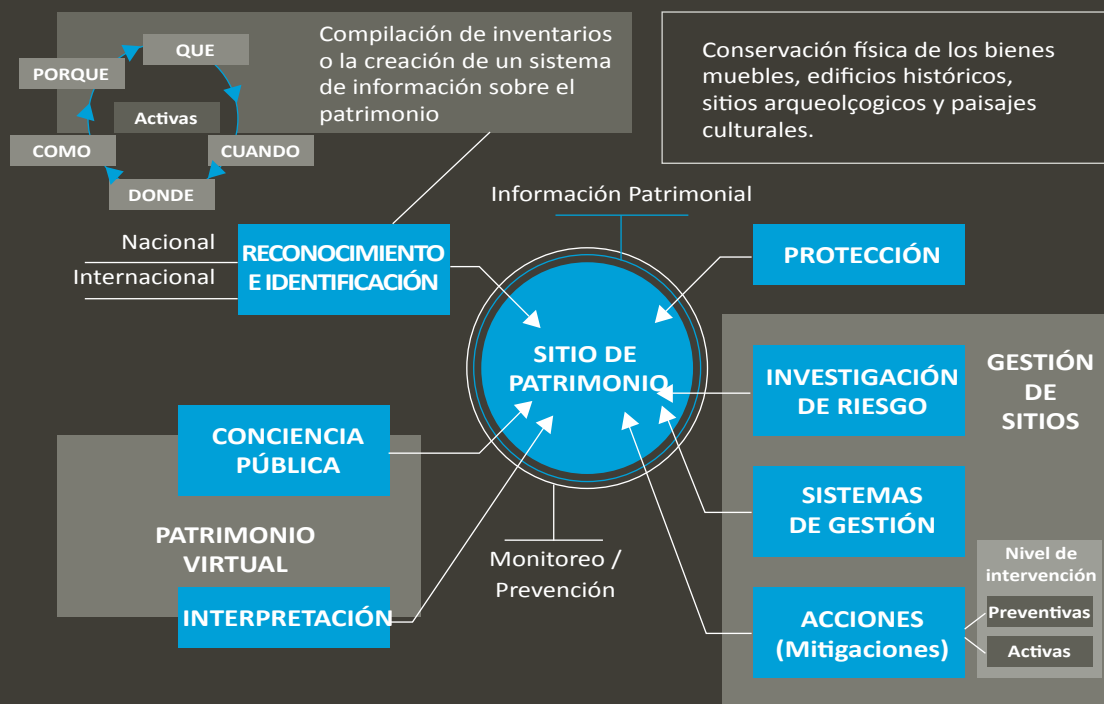 QUE
PORQUE
Activas
COMO
CUANDO
DONDE
Compilación de inventarios
o la creación de un sistema
de información sobre el
patrimonio
Conservación física de los bienes
muebles, edificios históricos,
sitios arqueolçogicos y paisajes
culturales.
Información Patrimonial
Nacional
Internacional
RECONOCIMIENTO
E IDENTIFICACIÓN
PROTECCIÓN
SITIO DE
PATRIMONIO
INVESTIGACIÓN
DE RIESGO
GESTIÓN
DE
SITIOS
CONCIENCIA
PÚBLICA
SISTEMAS
DE GESTIÓN
PATRIMONIO
VIRTUAL
Monitoreo /
Prevención
INTERPRETACIÓN
ACCIONES
(Mitigaciones)
Nivel de
intervención
Preventivas
Activas